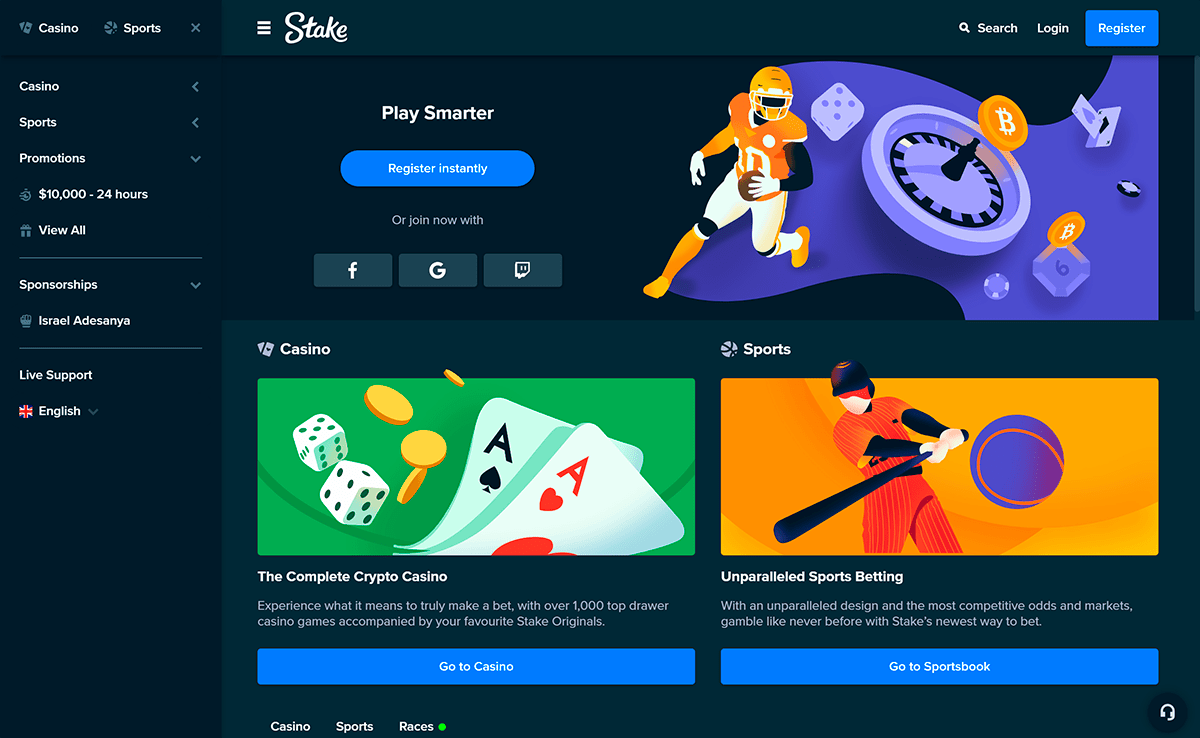 Casino
Sports
Stake
Search
Login
Register
Casino
Sports
Promotions
$10,000 - 24 hours
View All
Sponsorships
Israel Adesanya
Live Support
English
Play Smarter
Register instantly
Or join now with
f
G
B
B
6
Casino
A
A
The Complete Crypto Casino
Experience what it means to truly make a bet, with over 1,000 top drawer
casino games accompanied by your favourite Stake Originals.
Go to Casino
Sports
Unparalleled Sports Betting
With an unparalleled design and the most competitive odds and markets,
gamble like never before with Stake's newest way to bet.
Go to Sportsbook
Casino
Sports
Races